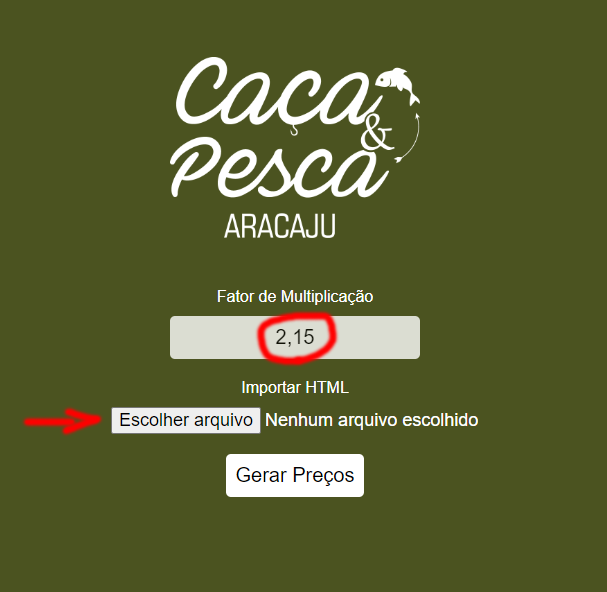 Caça
&
Pesca
ARACAJU
Fator de Multiplicação
2,15
Importar HTML
Escolher arquivo Nenhum arquivo escolhido
Gerar Preços